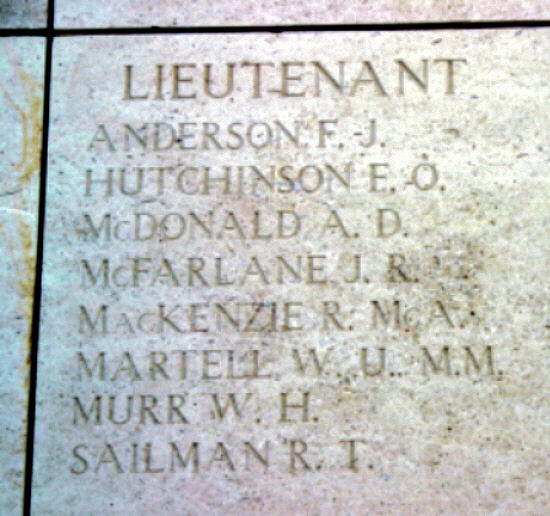 LIEUTENANT
ANDERSON F. J.
HUTCHINSON E. O.
McDONALD A. D.
McFARLANE J. R.
MacKENZIE R. McA.
MARTELL W. U. M.M.
MURR W. H.
SAILMAN R. T.